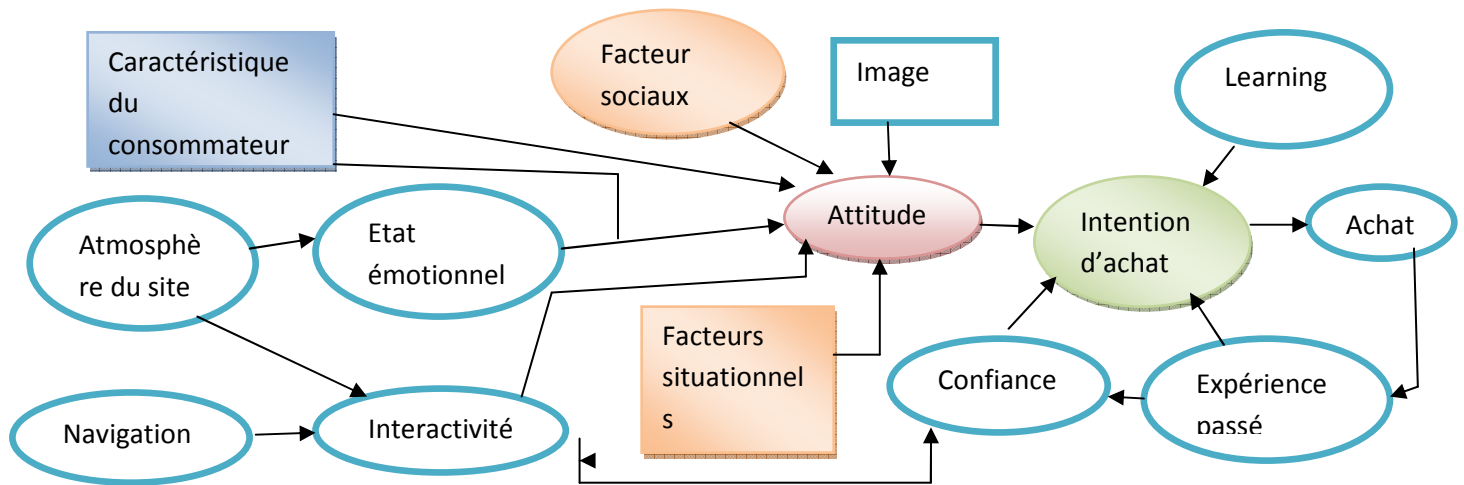 Caractéristique
du
consommateur
Facteur
sociaux
Image
Learning
Atmosphè
re du site
Etat
émotionnel
Attitude
Intention
d’achat
Achat
Facteurs
situationnel
s
Navigation
Interactivité
Confiance
Expérience
passé